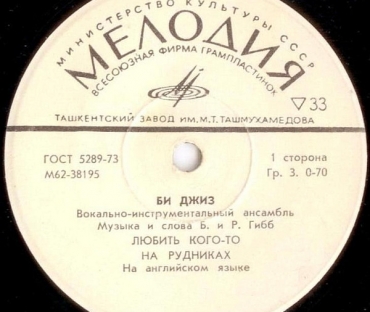 МИНИСТЕРСТВО КУЛЬТУРЫ СССР
МЕЛОДИЯ
ВСЕСОЮЗНАЯ ФИРМА ГРАМПЛАСТИНОК
▽33
ТАШКЕНТСКИЙ ЗАВОД ИМ. М.Т. ТАШМУХАМЕДОВА
ГОСТ 5289-73
1 сторона
М62-38195
Гр. 3. 0-70
БИ ДЖИЗ
Вокально-инструментальный ансамбль
Музыка и слова Б. и Р. Гибб
ЛЮБИТЬ КОГО-ТО
НА РУДНИКАХ
На английском языке